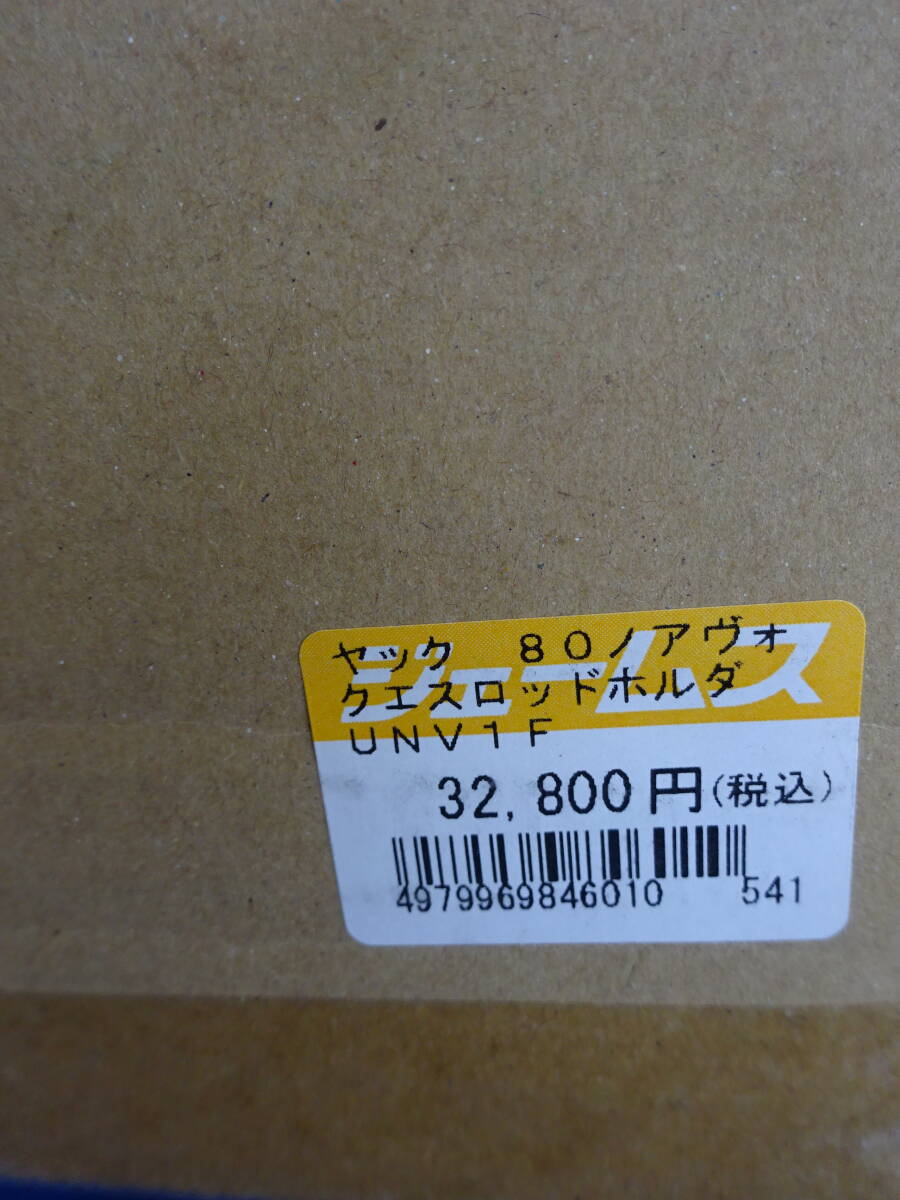 ジェームス
ヤック　８０ノアヴォ
クエスロッドホルダ
ＵＮＶ１Ｆ
32,800円(税込)
4979969846010 541